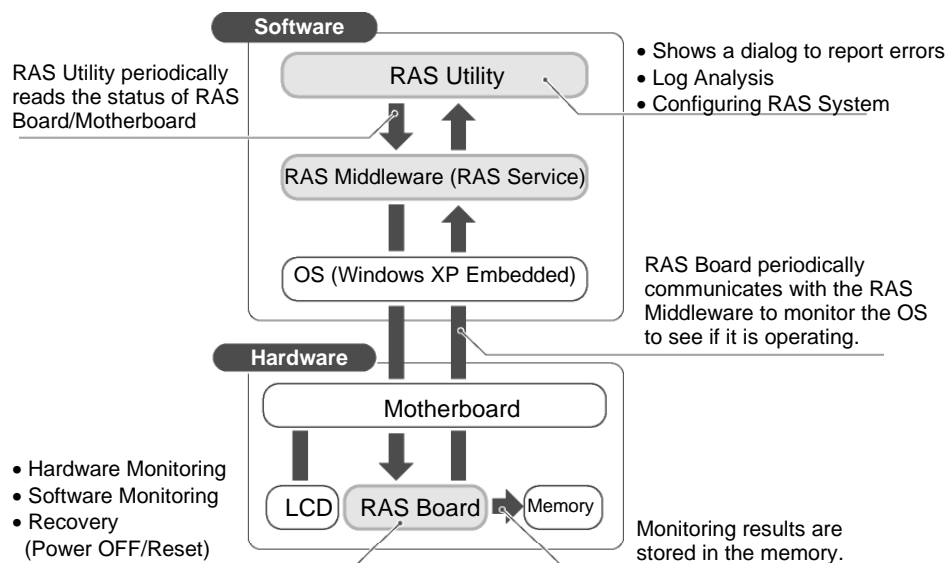 Software
RAS Utility periodically
reads the status of RAS
Board/Motherboard
RAS Utility
• Shows a dialog to report errors
• Log Analysis
• Configuring RAS System
RAS Middleware (RAS Service)
OS (Windows XP Embedded)
RAS Board periodically
communicates with the RAS
Middleware to monitor the OS
to see if it is operating.
Hardware
Motherboard
• Hardware Monitoring
• Software Monitoring
• Recovery
(Power OFF/Reset)
LCD
RAS Board
Memory
Monitoring results are
stored in the memory.